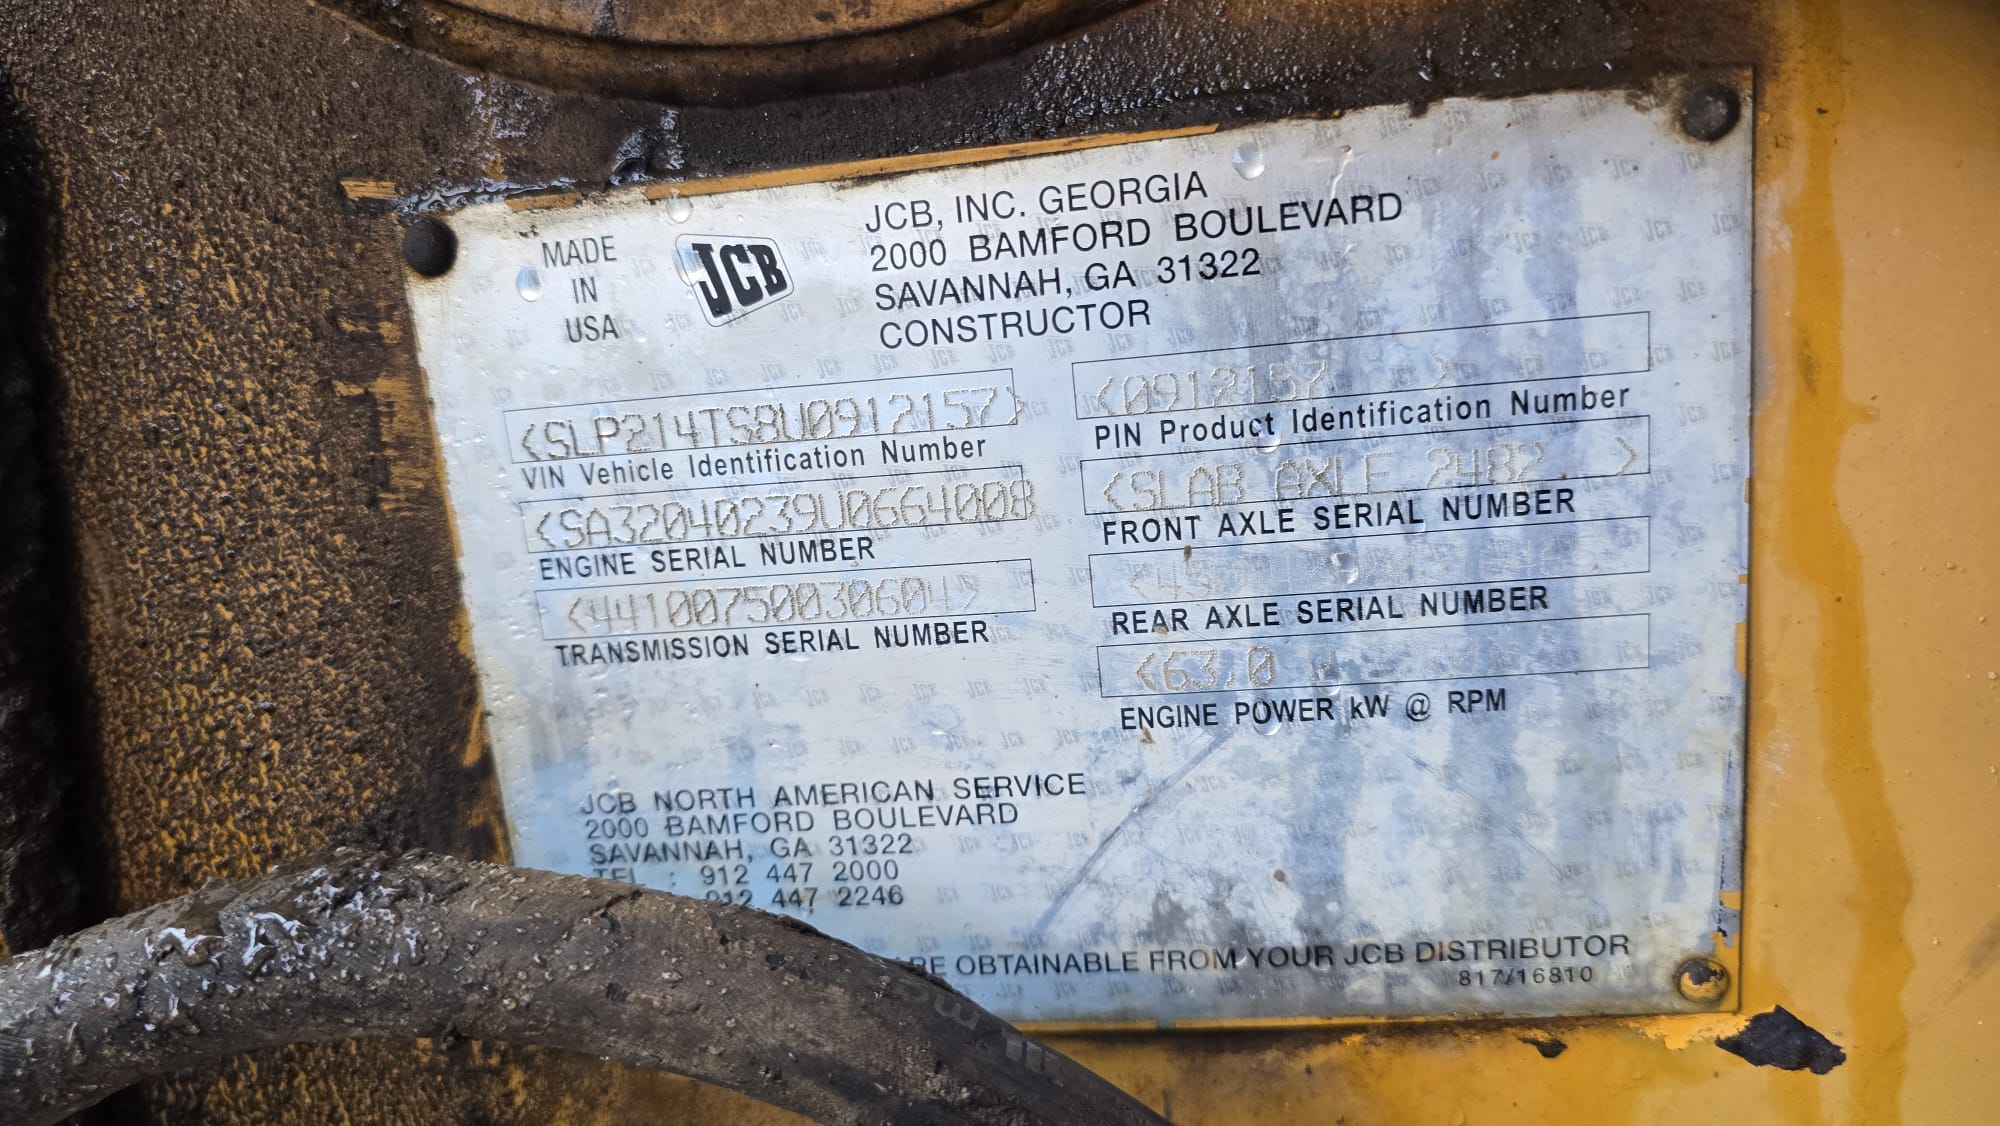 MADE
IN
USA
JCB
JCB, INC. GEORGIA
2000 BAMFORD BOULEVARD
SAVANNAH, GA 31322
CONSTRUCTOR
<SLP214TS8U0912157>
VIN Vehicle Identification Number
<SA32040239U0664008
ENGINE SERIAL NUMBER
<441007500306049>
TRANSMISSION SERIAL NUMBER
<0912157 >
PIN Product Identification Number
<SLAB AXLE 2482 >
FRONT AXLE SERIAL NUMBER
REAR AXLE SERIAL NUMBER
<63.0
ENGINE POWER kW @ RPM
JCB NORTH AMERICAN SERVICE
2000 BAMFORD BOULEVARD
SAVANNAH, GA 31322
TEL : 912 447 2000
912 447 2246
OBTAINABLE FROM YOUR JCB DISTRIBUTOR
817/16810